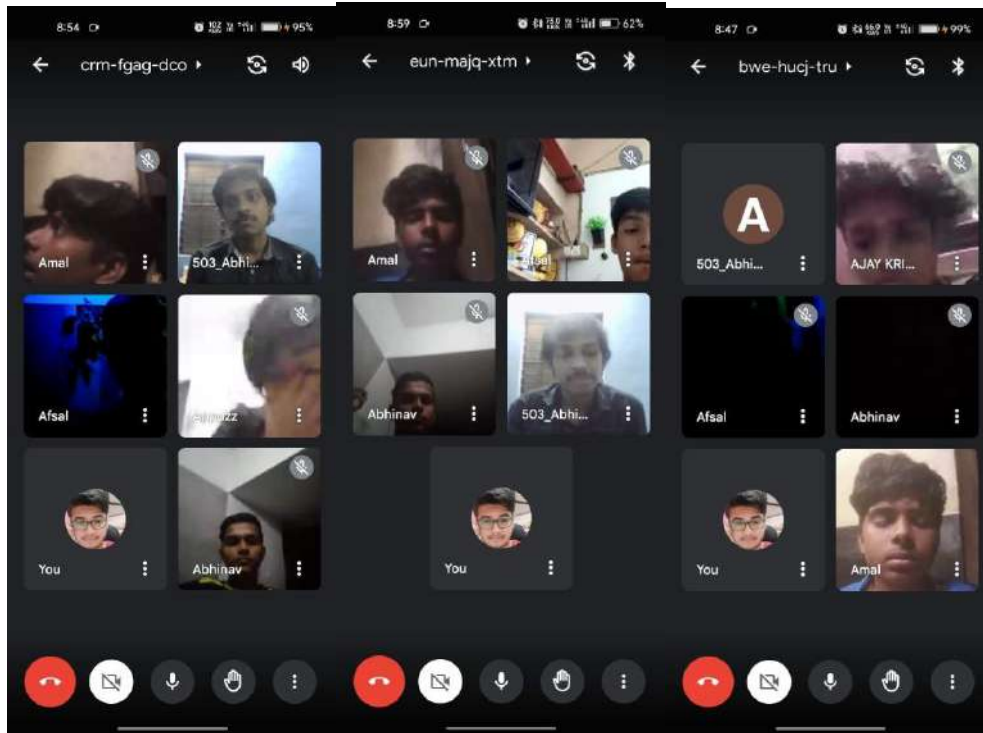 8:54
95%
crm-fgag-dco
Amal
503_Abhi...
Afsal
You
Abhinav
8:59
62%
eun-majq-xtm
Amal
Afsal
Abhinav
503_Abhi...
You
8:47
99%
bwe-hucj-tru
A
503_Abhi...
AJAY KRI...
Afsal
Abhinav
You
Amal